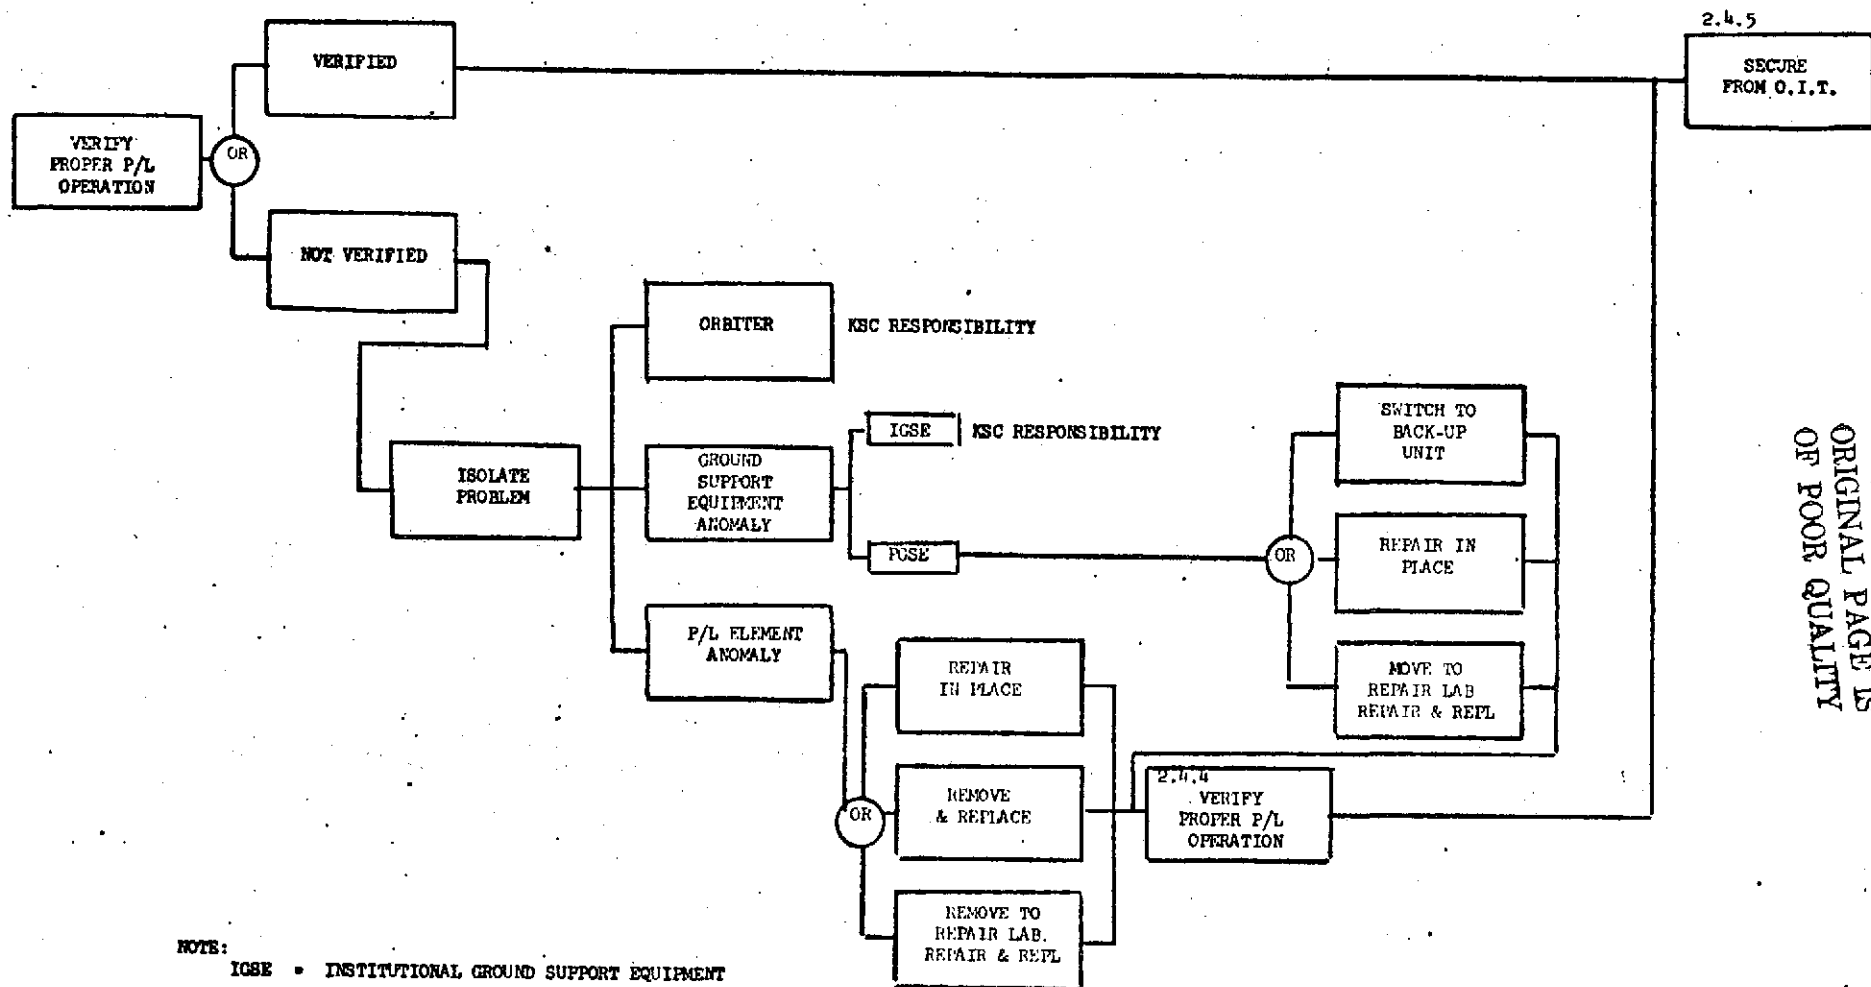 2.4.5
SECURE
FROM O.I.T.
VERIFIED
VERIFY
PROPER P/L
OPERATION
OR
NOT VERIFIED
ORBITER
KSC RESPONSIBILITY
ISOLATE
PROBLEM
GROUND
SUPPORT
EQUIPMENT
ANOMALY
IGSE
KSC RESPONSIBILITY
PGSE
OR
SWITCH TO
BACK-UP
UNIT
REPAIR IN
PLACE
MOVE TO
REPAIR LAB
REPAIR & REPL
P/L ELEMENT
ANOMALY
OR
REPAIR
IN PLACE
REMOVE
& REPLACE
REMOVE TO
REPAIR LAB.
REPAIR & REPL
2.4.4
VERIFY
PROPER P/L
OPERATION
ORIGINAL PAGE IS
OF POOR QUALITY
NOTE:
IGSE = INSTITUTIONAL GROUND SUPPORT EQUIPMENT